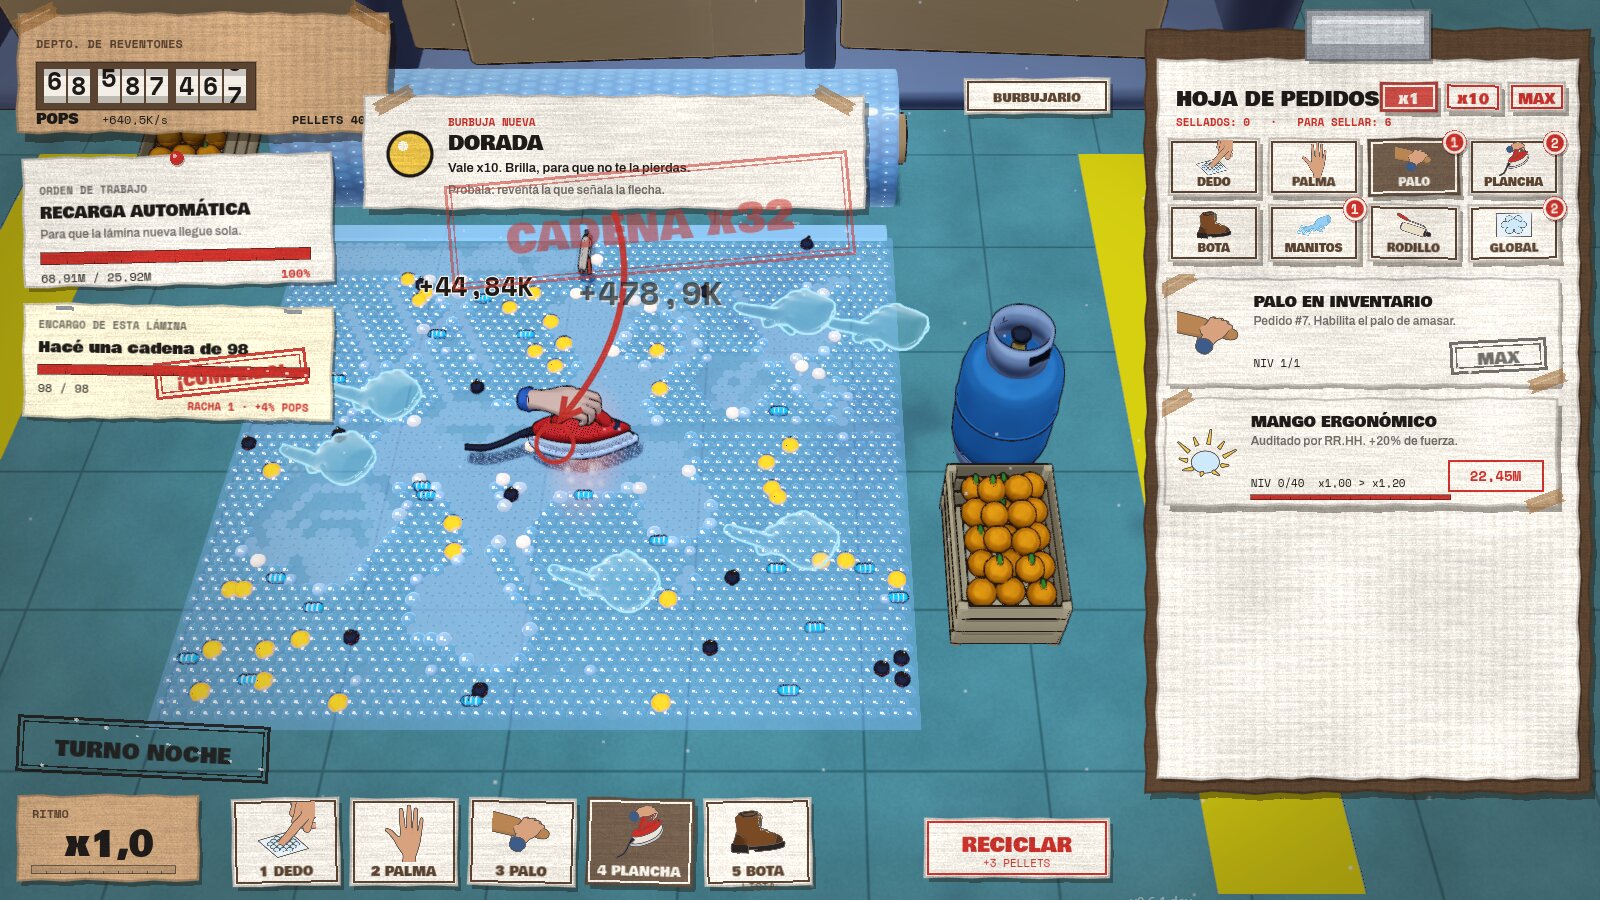 DEPTO. DE REVENTONES
68 587 467
POPS +640,5K/s PELLETS 40
ORDEN DE TRABAJO
RECARGA AUTOMÁTICA
Para que la lámina nueva llegue sola.
68,91M / 25,92M 100%
ENCARGO DE ESTA LÁMINA
Hacé una cadena de 98
98 / 98
RACHA 1 · +4% POPS
BURBUJA NUEVA
DORADA
Vale x10. Brilla, para que no te la pierdas.
Probala: reventá la que señala la flecha.
CADENA x32
+44,84K
+478,9K
BURBUJARIO
HOJA DE PEDIDOS x1 x10 MAX
SELLADOS: 0 · PARA SELLAR: 6
DEDO
PALMA
PALO 1
PLANCHA 2
BOTA
MANITOS 1
RODILLO
GLOBAL 2
PALO EN INVENTARIO
Pedido #7. Habilita el palo de amasar.
NIV 1/1 MAX
MANGO ERGONÓMICO
Auditado por RR.HH. +20% de fuerza.
NIV 0/40 x1,00 > x1,20 22,45M
TURNO NOCHE
RITMO
x1,0
1 DEDO
2 PALMA
3 PALO
4 PLANCHA
5 BOTA
RECICLAR
+3 PELLETS